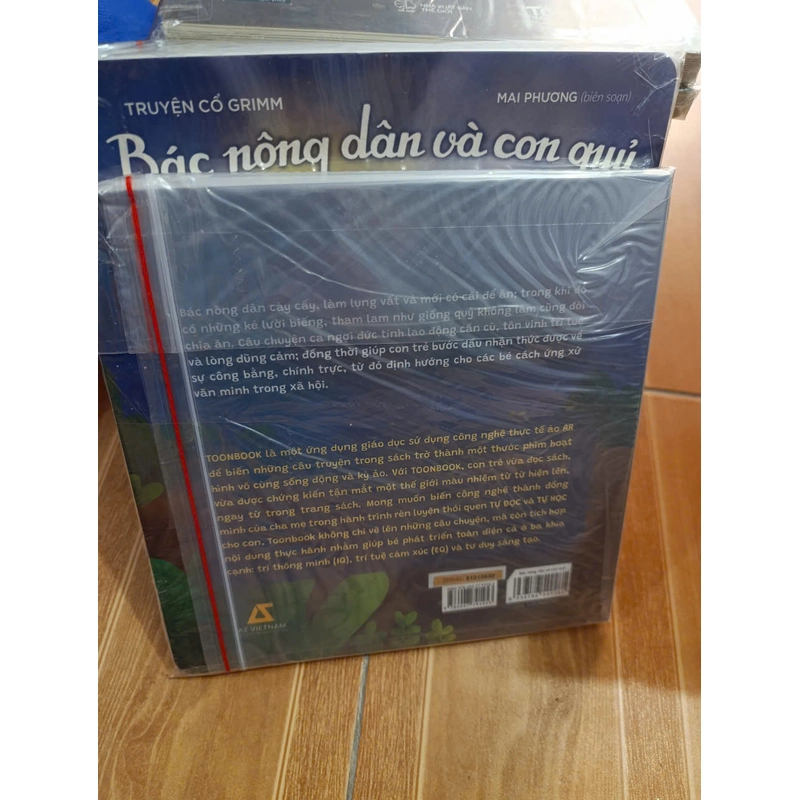 NHÀ XUẤT BẢN
THẾ GIỚI
TRUYỆN CỔ GRIMM
MAI PHƯƠNG (biên soạn)
Bác nông dân và con quỷ
Bác nông dân cày cấy, làm lụng vất vả mới có cái để ăn; trong khi đó
có những kẻ lười biếng, tham lam như giống quỷ không làm cũng đòi
chia ăn. Câu chuyện ca ngợi đức tính lao động cần cù, tôn vinh trí tuệ
và lòng dũng cảm; đồng thời giúp con trẻ bước đầu nhận thức được về
sự công bằng, chính trực, từ đó định hướng cho các bé cách ứng xử
văn minh trong xã hội.
TOONBOOK là một ứng dụng giáo dục sử dụng công nghệ thực tế ảo AR
để biến những câu truyện trong sách trở thành một thước phim hoạt
hình vô cùng sống động và kỳ ảo. Với TOONBOOK, con trẻ vừa đọc sách,
vừa được chứng kiến tận mắt một thế giới màu nhiệm từ từ hiện lên,
ngay từ trong trang sách. Mong muốn biến công nghệ thành đồng
minh của cha mẹ trong hành trình rèn luyện thói quen TỰ ĐỌC và TỰ HỌC
cho con, Toonbook không chỉ vẽ lên những câu chuyện, mà còn tích hợp
nội dung thực hành nhằm giúp bé phát triển toàn diện cả ở ba khía
cạnh: trí thông minh (IQ), trí tuệ cảm xúc (EQ) và tư duy sáng tạo.
AZ VIETNAM